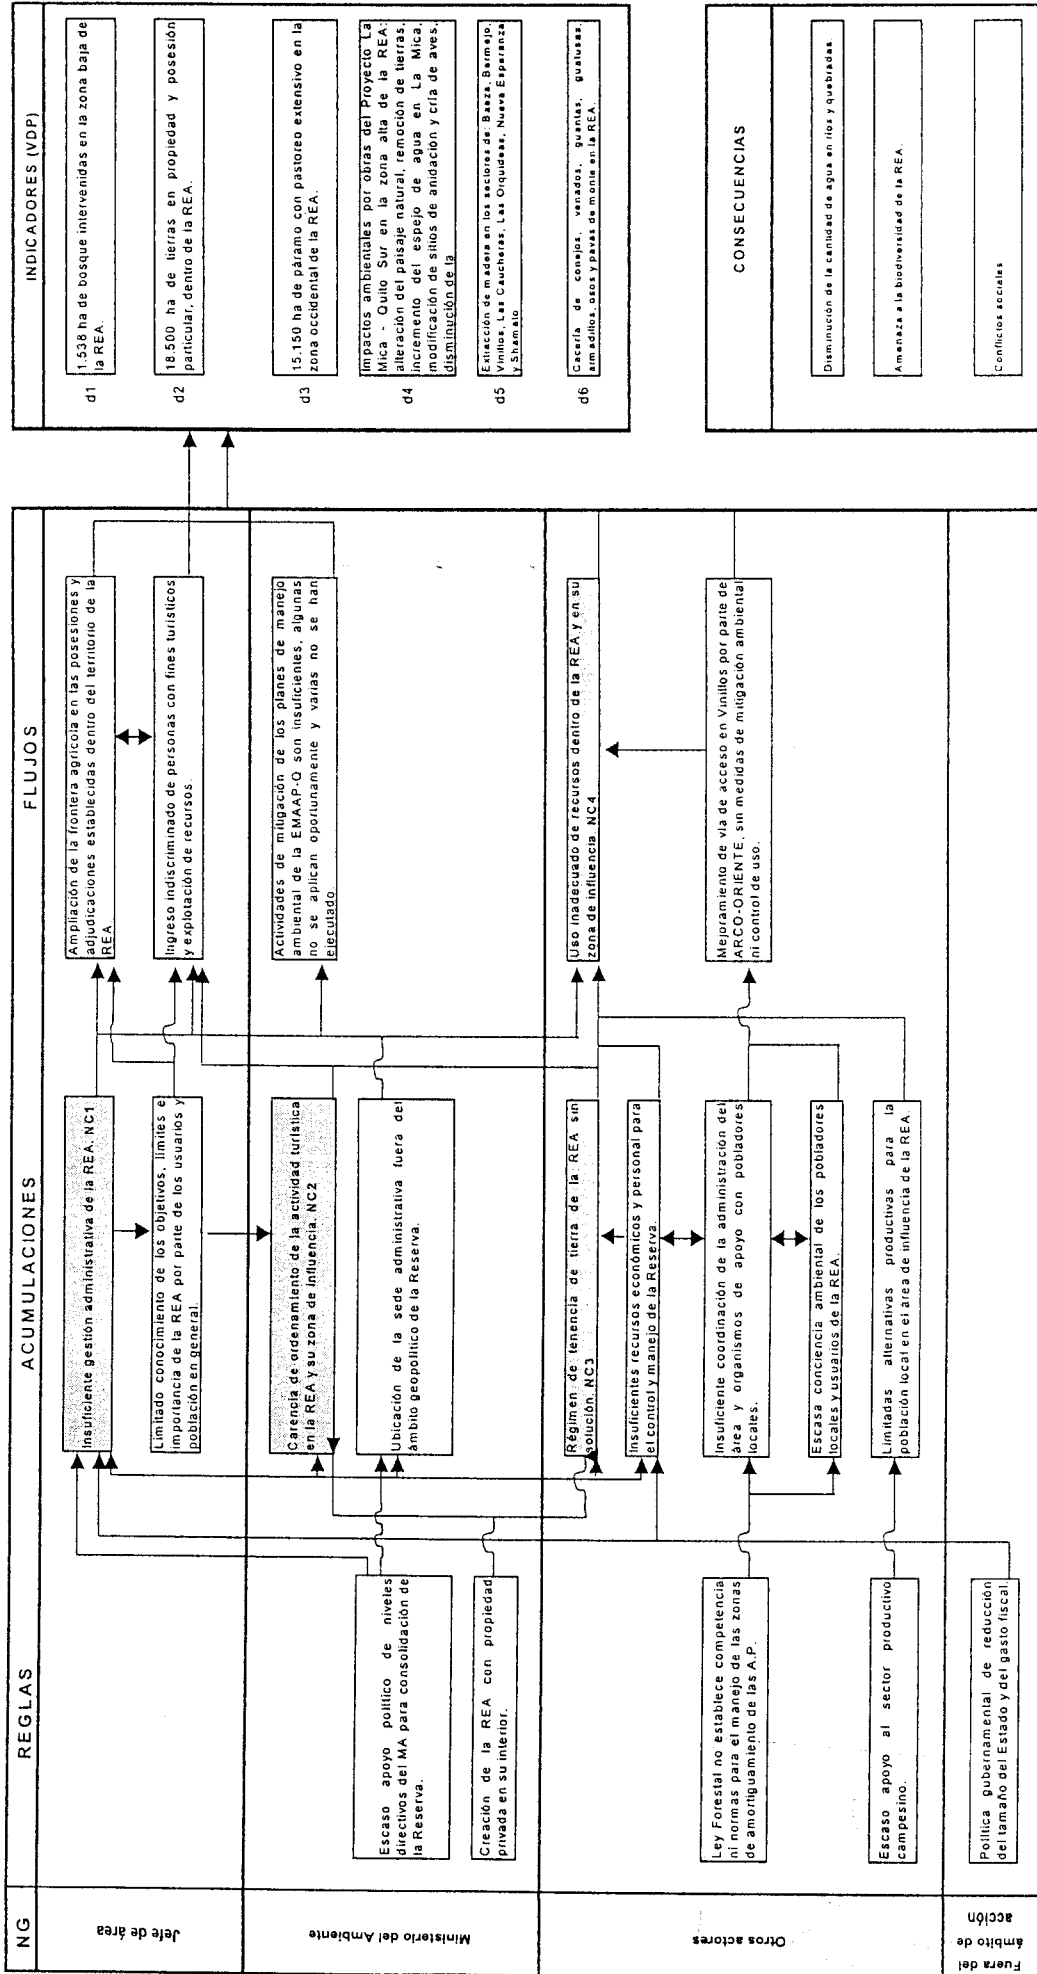 NG
REGLAS
ACUMULACIONES
FLUJOS
INDICADORES (VDP)
Jefe de área
Insuficiente gestión administrativa de la REA. NC1
Limitado conocimiento de los objetivos, límites e
importancia de la REA por parte de los usuarios y
población en general.
Ampliación de la frontera agrícola en las posesiones y
adjudicaciones establecidas dentro del territorio de la
REA.
Ingreso indiscriminado de personas con fines turísticos
y explotación de recursos.
Ministerio del Ambiente
Escaso apoyo político de niveles
directivos del MA para consolidación de
la Reserva.
Creación de la REA con propiedad
privada en su interior.
Carencia de ordenamiento de la actividad turística
en la REA y su zona de influencia. NC2
Ubicación de la sede administrativa fuera del
ámbito geopolítico de la Reserva.
Actividades de mitigación de los planes de manejo
ambiental de la EMAAP-Q son insuficientes, algunas
no se aplican oportunamente y varias no se han
ejecutado.
Otros actores
Ley Forestal no establece competencia
ni normas para el manejo de las zonas
de amortiguamiento de las A.P.
Escaso apoyo al sector productivo
campesino.
Régimen de tenencia de tierra de la REA sin
solución. NC3
Insuficientes recursos económicos y personal para
el control y manejo de la Reserva.
Insuficiente coordinación de la administración del
área y organismos de apoyo con pobladores
locales.
Escasa conciencia ambiental de los pobladores
locales y usuarios de la REA.
Limitadas alternativas productivas para la
población local en el área de influencia de la REA.
Uso inadecuado de recursos dentro de la REA y en su
zona de influencia. NC4
Mejoramiento de vía de acceso en Vinillos por parte de
ARCO-ORIENTE, sin medidas de mitigación ambiental
ni control de uso.
Fuera del
ámbito de
acción
Política gubernamental de reducción
del tamaño del Estado y del gasto fiscal.
d1
1.538 ha de bosque intervenidas en la zona baja de
la REA.
d2
18.500 ha de tierras en propiedad y posesión
particular, dentro de la REA.
d3
15.150 ha de páramo con pastoreo extensivo en la
zona occidental de la REA.
d4
Impactos ambientales por obras del Proyecto La
Mica - Quito Sur en la zona alta de la REA:
alteración del paisaje natural, remoción de tierras,
incremento del espejo de agua en La Mica,
modificación de sitios de anidación y cría de aves,
disminución de la
d5
Extracción de madera en los sectores de: Baeza, Bermejo,
Vinillos, Las Caucheras, Las Orquídeas, Nueva Esperanza
y Shamato
d6
Cacería de conejos, venados, guantas, guatusas,
armadillos, osos y pavas de monte en la REA.
CONSECUENCIAS
Disminución de la cantidad de agua en ríos y quebradas.
Amenaza a la biodiversidad de la REA.
Conflictos sociales